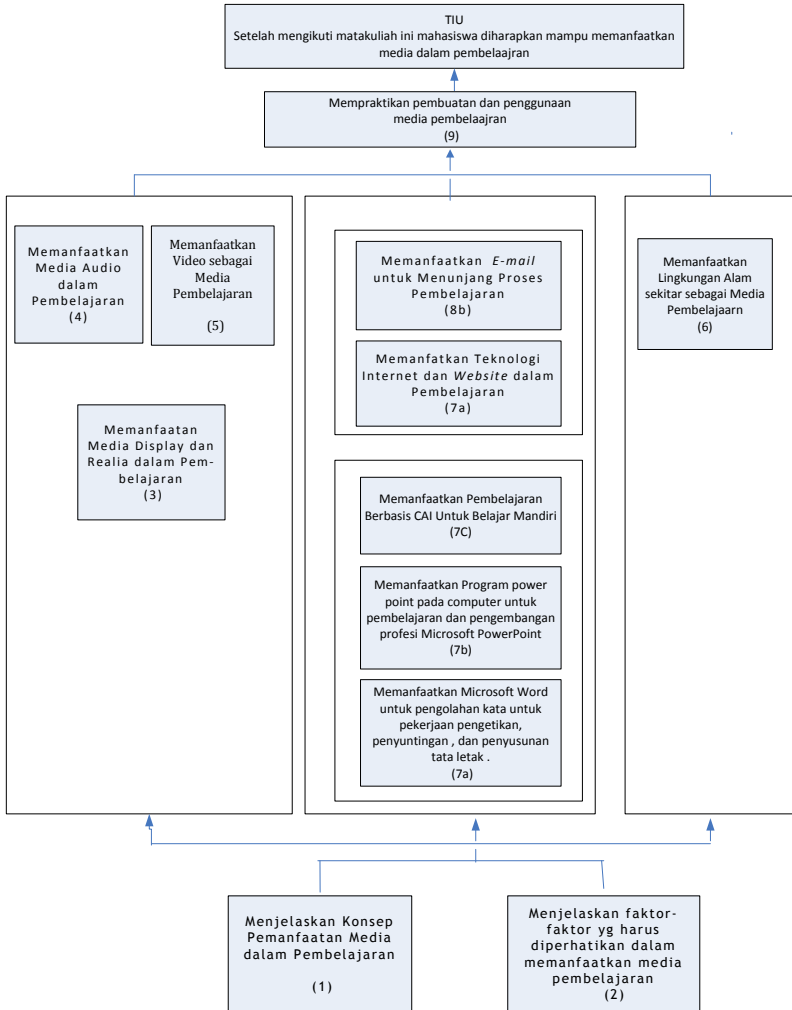 TIU
Setelah mengikuti matakuliah ini mahasiswa diharapkan mampu memanfaatkan
media dalam pembelaajran
Mempraktikan pembuatan dan penggunaan
media pembelaajran
(9)
Memanfaatkan
Media Audio
dalam
Pembelajaran
(4)
Memanfaatkan
Video sebagai
Media
Pembelajaran
(5)
Memanfaatan
Media Display dan
Realia dalam Pem-
belajaran
(3)
Memanfaatkan E-mail
untuk Menunjang Proses
Pembelajaran
(8b)
Memanfatkan Teknologi
Internet dan Website dalam
Pembelajaran
(7a)
Memanfaatkan Pembelajaran
Berbasis CAI Untuk Belajar Mandiri
(7C)
Memanfaatkan Program power
point pada computer untuk
pembelajaran dan pengembangan
profesi Microsoft PowerPoint
(7b)
Memanfaatkan Microsoft Word
untuk pengolahan kata untuk
pekerjaan pengetikan,
penyuntingan , dan penyusunan
tata letak .
(7a)
Memanfaatkan
Lingkungan Alam
sekitar sebagai Media
Pembelajaarn
(6)
Menjelaskan Konsep
Pemanfaatan Media
dalam Pembelajaran
(1)
Menjelaskan faktor-
faktor yg harus
diperhatikan dalam
memanfaatkan media
pembelajaran
(2)